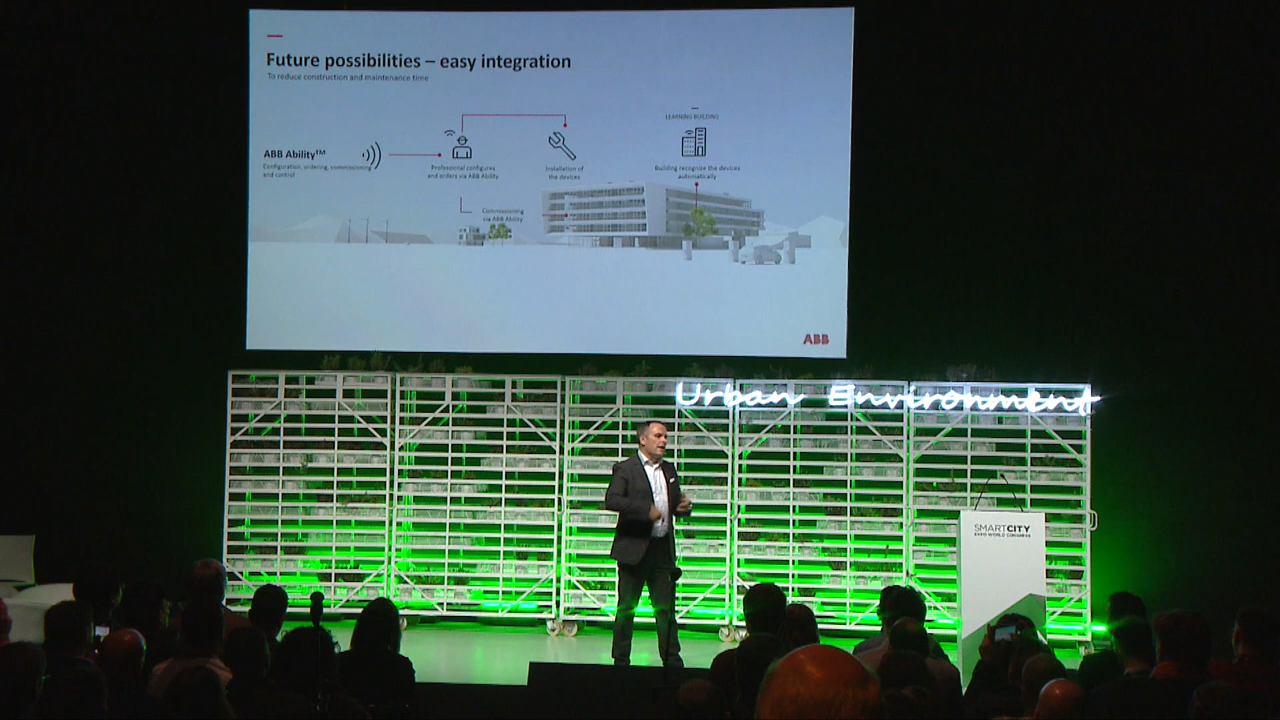 Future possibilities – easy integration
To reduce construction and maintenance time
LEARNING BUILDING
ABB Ability™
Configuration, ordering, commissioning
and control
Professional configures
and orders via ABB Ability
Installation of
the devices
Building recognize the devices
automatically
Commissioning
via ABB Ability
ABB
Urban Environment
SMARTCITY
EXPO WORLD CONGRESS